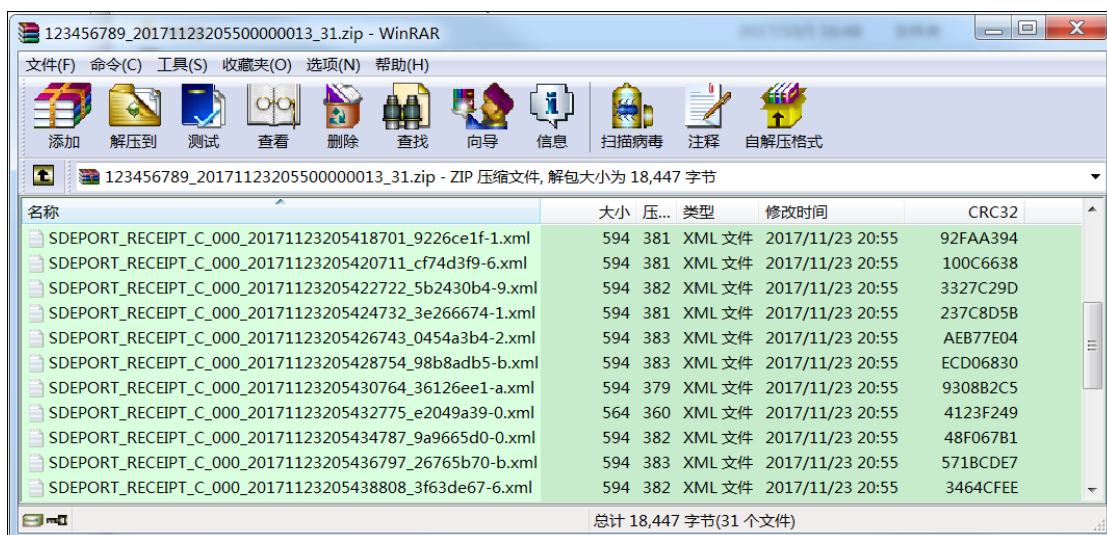 123456789_20171123205500000013_31.zip - WinRAR
文件(F) 命令(C) 工具(S) 收藏夹(O) 选项(N) 帮助(H)
添加 解压到 测试 查看 删除 查找 向导 信息 扫描病毒 注释 自解压格式
123456789_20171123205500000013_31.zip - ZIP 压缩文件, 解包大小为 18,447 字节
名称 大小 压... 类型 修改时间 CRC32
SDEPORT_RECEIPT_C_000_20171123205418701_9226ce1f-1.xml 594 381 XML 文件 2017/11/23 20:55 92FAA394
SDEPORT_RECEIPT_C_000_20171123205420711_cf74d3f9-6.xml 594 381 XML 文件 2017/11/23 20:55 100C6638
SDEPORT_RECEIPT_C_000_20171123205422722_5b2430b4-9.xml 594 382 XML 文件 2017/11/23 20:55 3327C29D
SDEPORT_RECEIPT_C_000_20171123205424732_3e266674-1.xml 594 381 XML 文件 2017/11/23 20:55 237C8D5B
SDEPORT_RECEIPT_C_000_20171123205426743_0454a3b4-2.xml 594 383 XML 文件 2017/11/23 20:55 AEB77E04
SDEPORT_RECEIPT_C_000_20171123205428754_98b8adb5-b.xml 594 383 XML 文件 2017/11/23 20:55 ECD06830
SDEPORT_RECEIPT_C_000_20171123205430764_36126ee1-a.xml 594 379 XML 文件 2017/11/23 20:55 9308B2C5
SDEPORT_RECEIPT_C_000_20171123205432775_e2049a39-0.xml 564 360 XML 文件 2017/11/23 20:55 4123F249
SDEPORT_RECEIPT_C_000_20171123205434787_9a9665d0-0.xml 594 382 XML 文件 2017/11/23 20:55 48F067B1
SDEPORT_RECEIPT_C_000_20171123205436797_26765b70-b.xml 594 383 XML 文件 2017/11/23 20:55 571BCDE7
SDEPORT_RECEIPT_C_000_20171123205438808_3f63de67-6.xml 594 382 XML 文件 2017/11/23 20:55 3464CFEE
总计 18,447 字节(31 个文件)